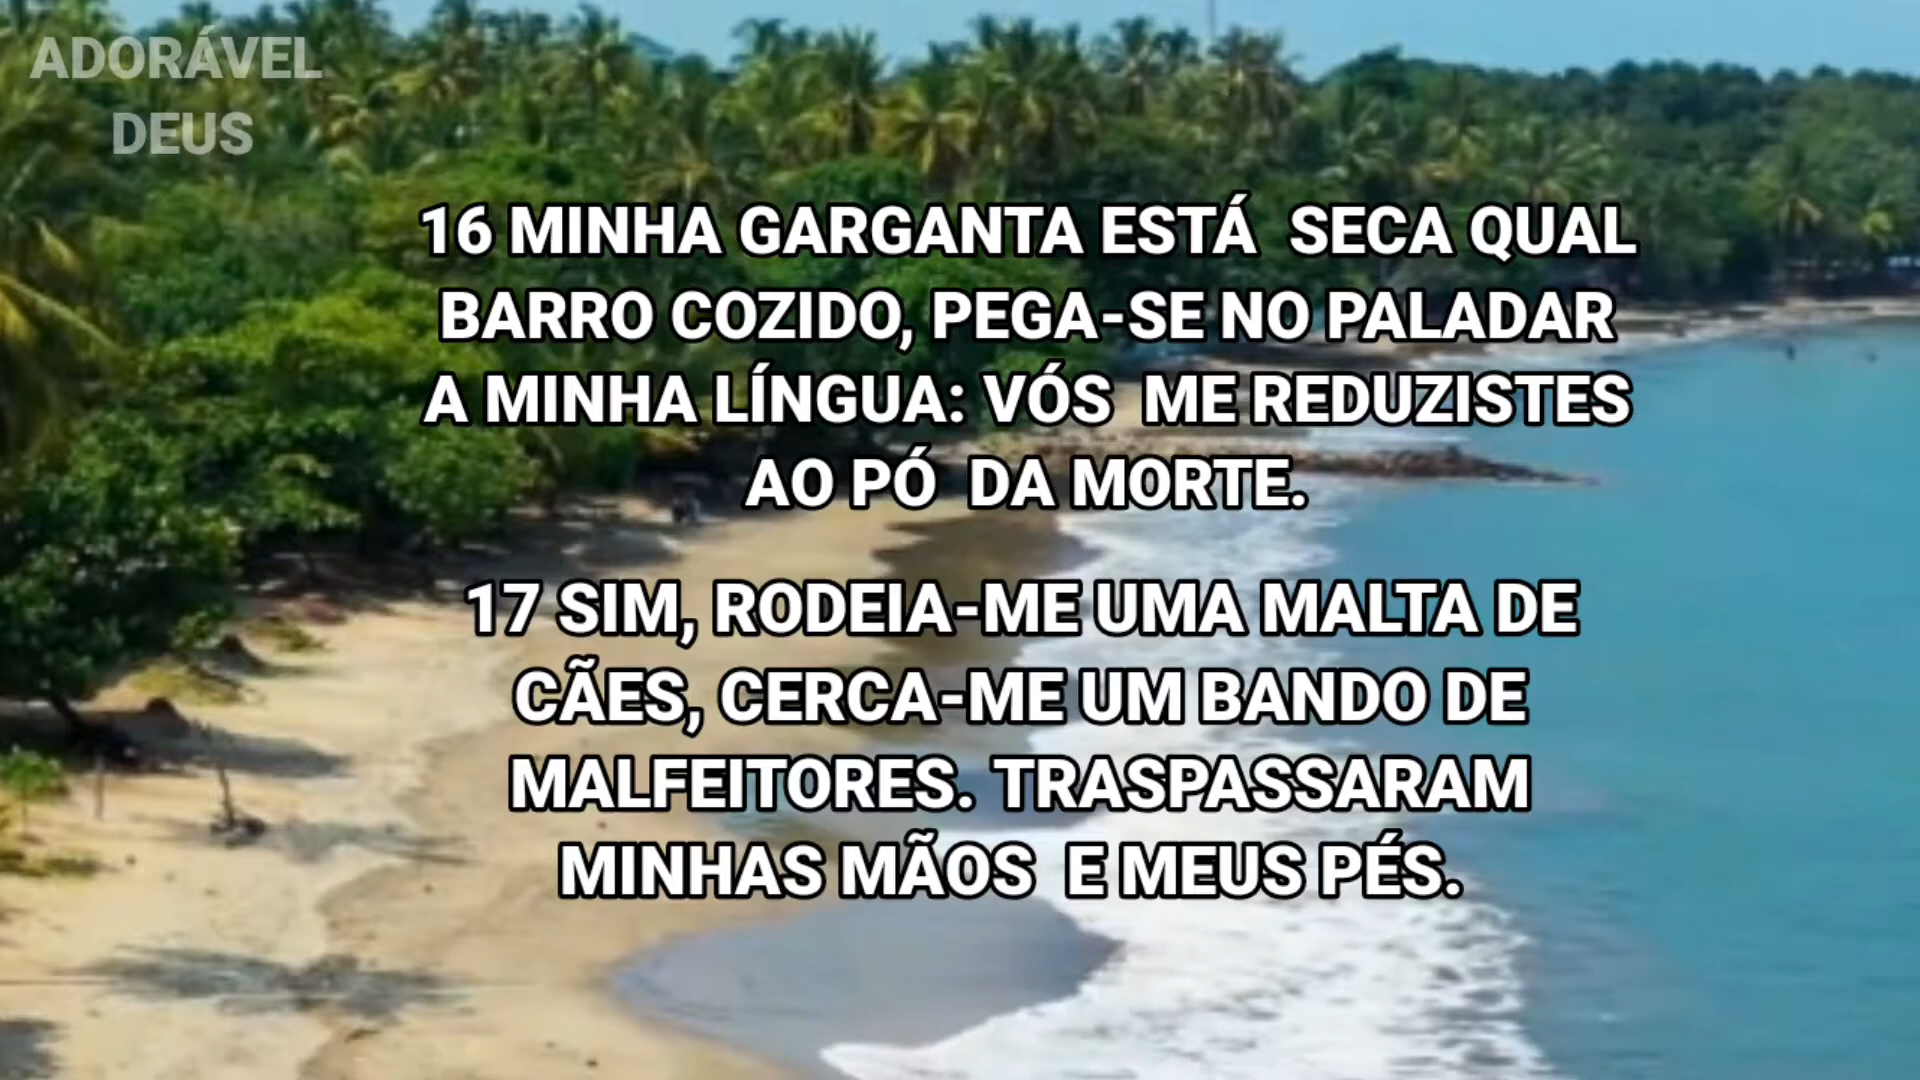 ADORÁVEL
DEUS
16 MINHA GARGANTA ESTÁ SECA QUAL
BARRO COZIDO, PEGA-SE NO PALADAR
A MINHA LÍNGUA: VÓS ME REDUZISTES
AO PÓ DA MORTE.
17 SIM, RODEIA-ME UMA MALTA DE
CÃES, CERCA-ME UM BANDO DE
MALFEITORES. TRASPASSARAM
MINHAS MÃOS E MEUS PÉS.